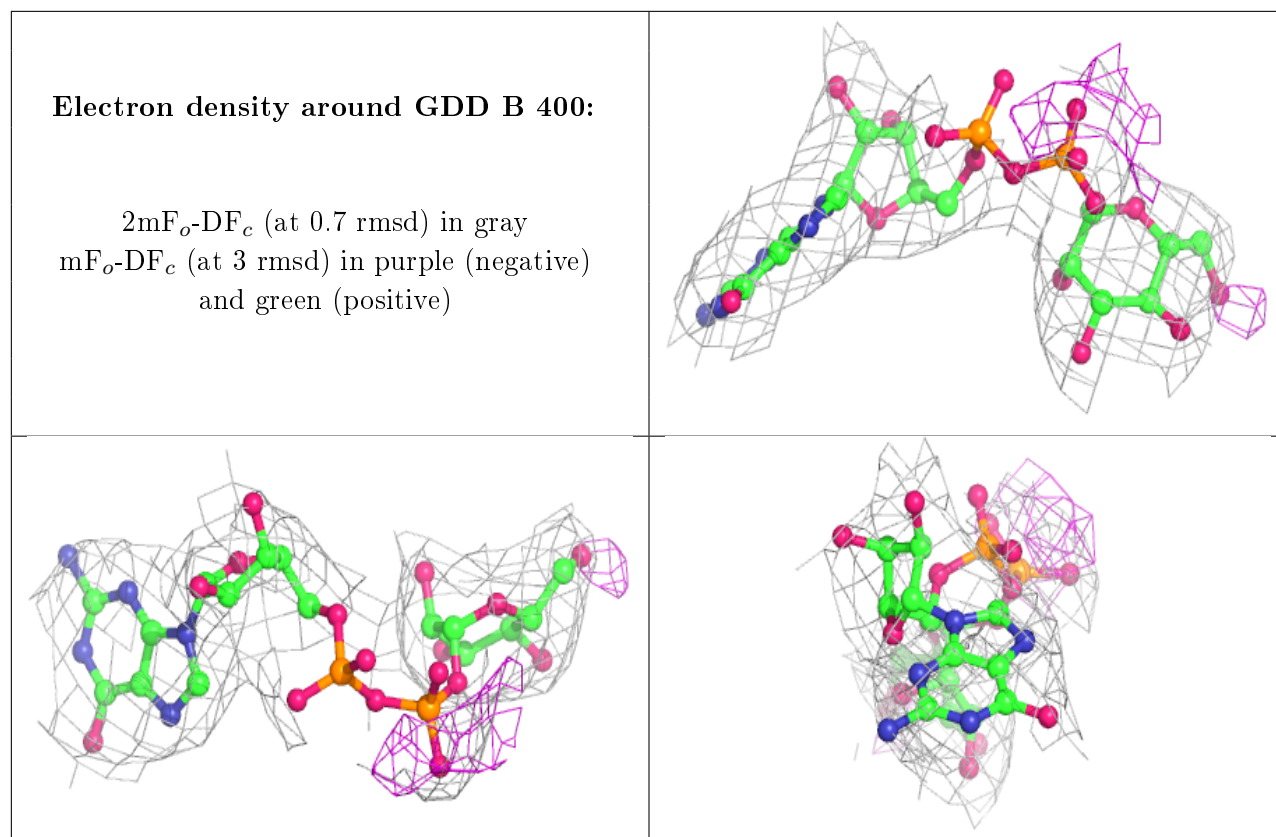 Electron density around GDD B 400:
2mFo-DFc (at 0.7 rmsd) in gray
mFo-DFc (at 3 rmsd) in purple (negative)
and green (positive)